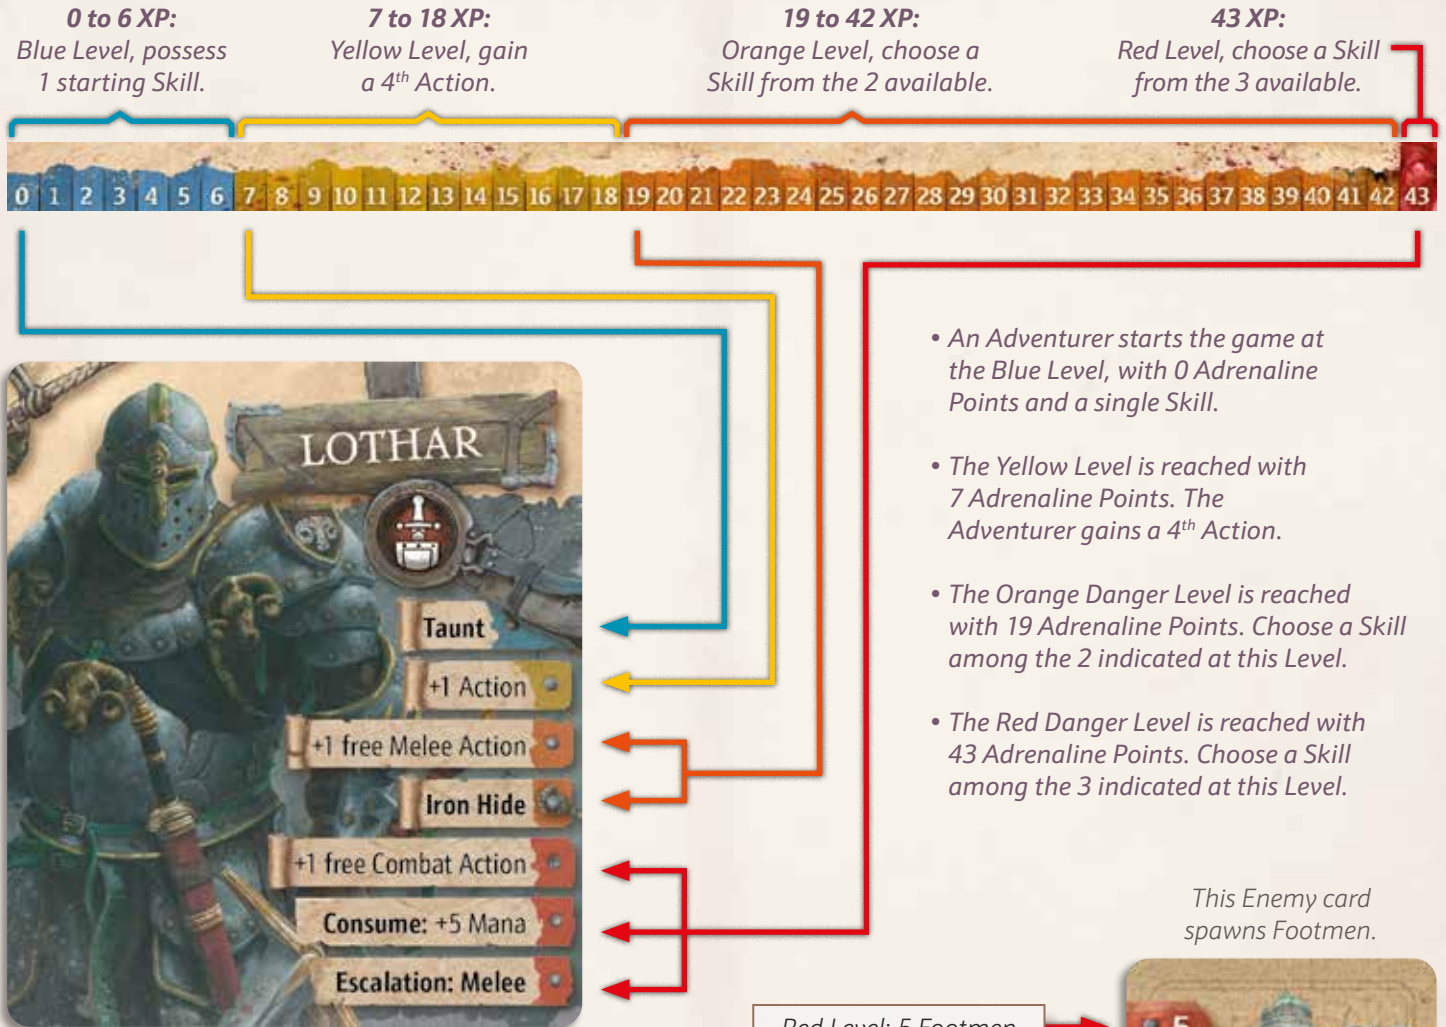 0 to 6 XP:
Blue Level, possess
1 starting Skill.
7 to 18 XP:
Yellow Level, gain
a 4th Action.
19 to 42 XP:
Orange Level, choose a
Skill from the 2 available.
43 XP:
Red Level, choose a Skill
from the 3 available.
0 1 2 3 4 5 6 7 8 9 10 11 12 13 14 15 16 17 18 19 20 21 22 23 24 25 26 27 28 29 30 31 32 33 34 35 36 37 38 39 40 41 42 43
LOTHAR
Taunt
+1 Action
+1 free Melee Action
Iron Hide
+1 free Combat Action
Consume: +5 Mana
Escalation: Melee
• An Adventurer starts the game at
the Blue Level, with 0 Adrenaline
Points and a single Skill.
• The Yellow Level is reached with
7 Adrenaline Points. The
Adventurer gains a 4th Action.
• The Orange Danger Level is reached
with 19 Adrenaline Points. Choose a Skill
among the 2 indicated at this Level.
• The Red Danger Level is reached with
43 Adrenaline Points. Choose a Skill
among the 3 indicated at this Level.
This Enemy card
spawns Footmen.
Red Level: 5 Footmen
5